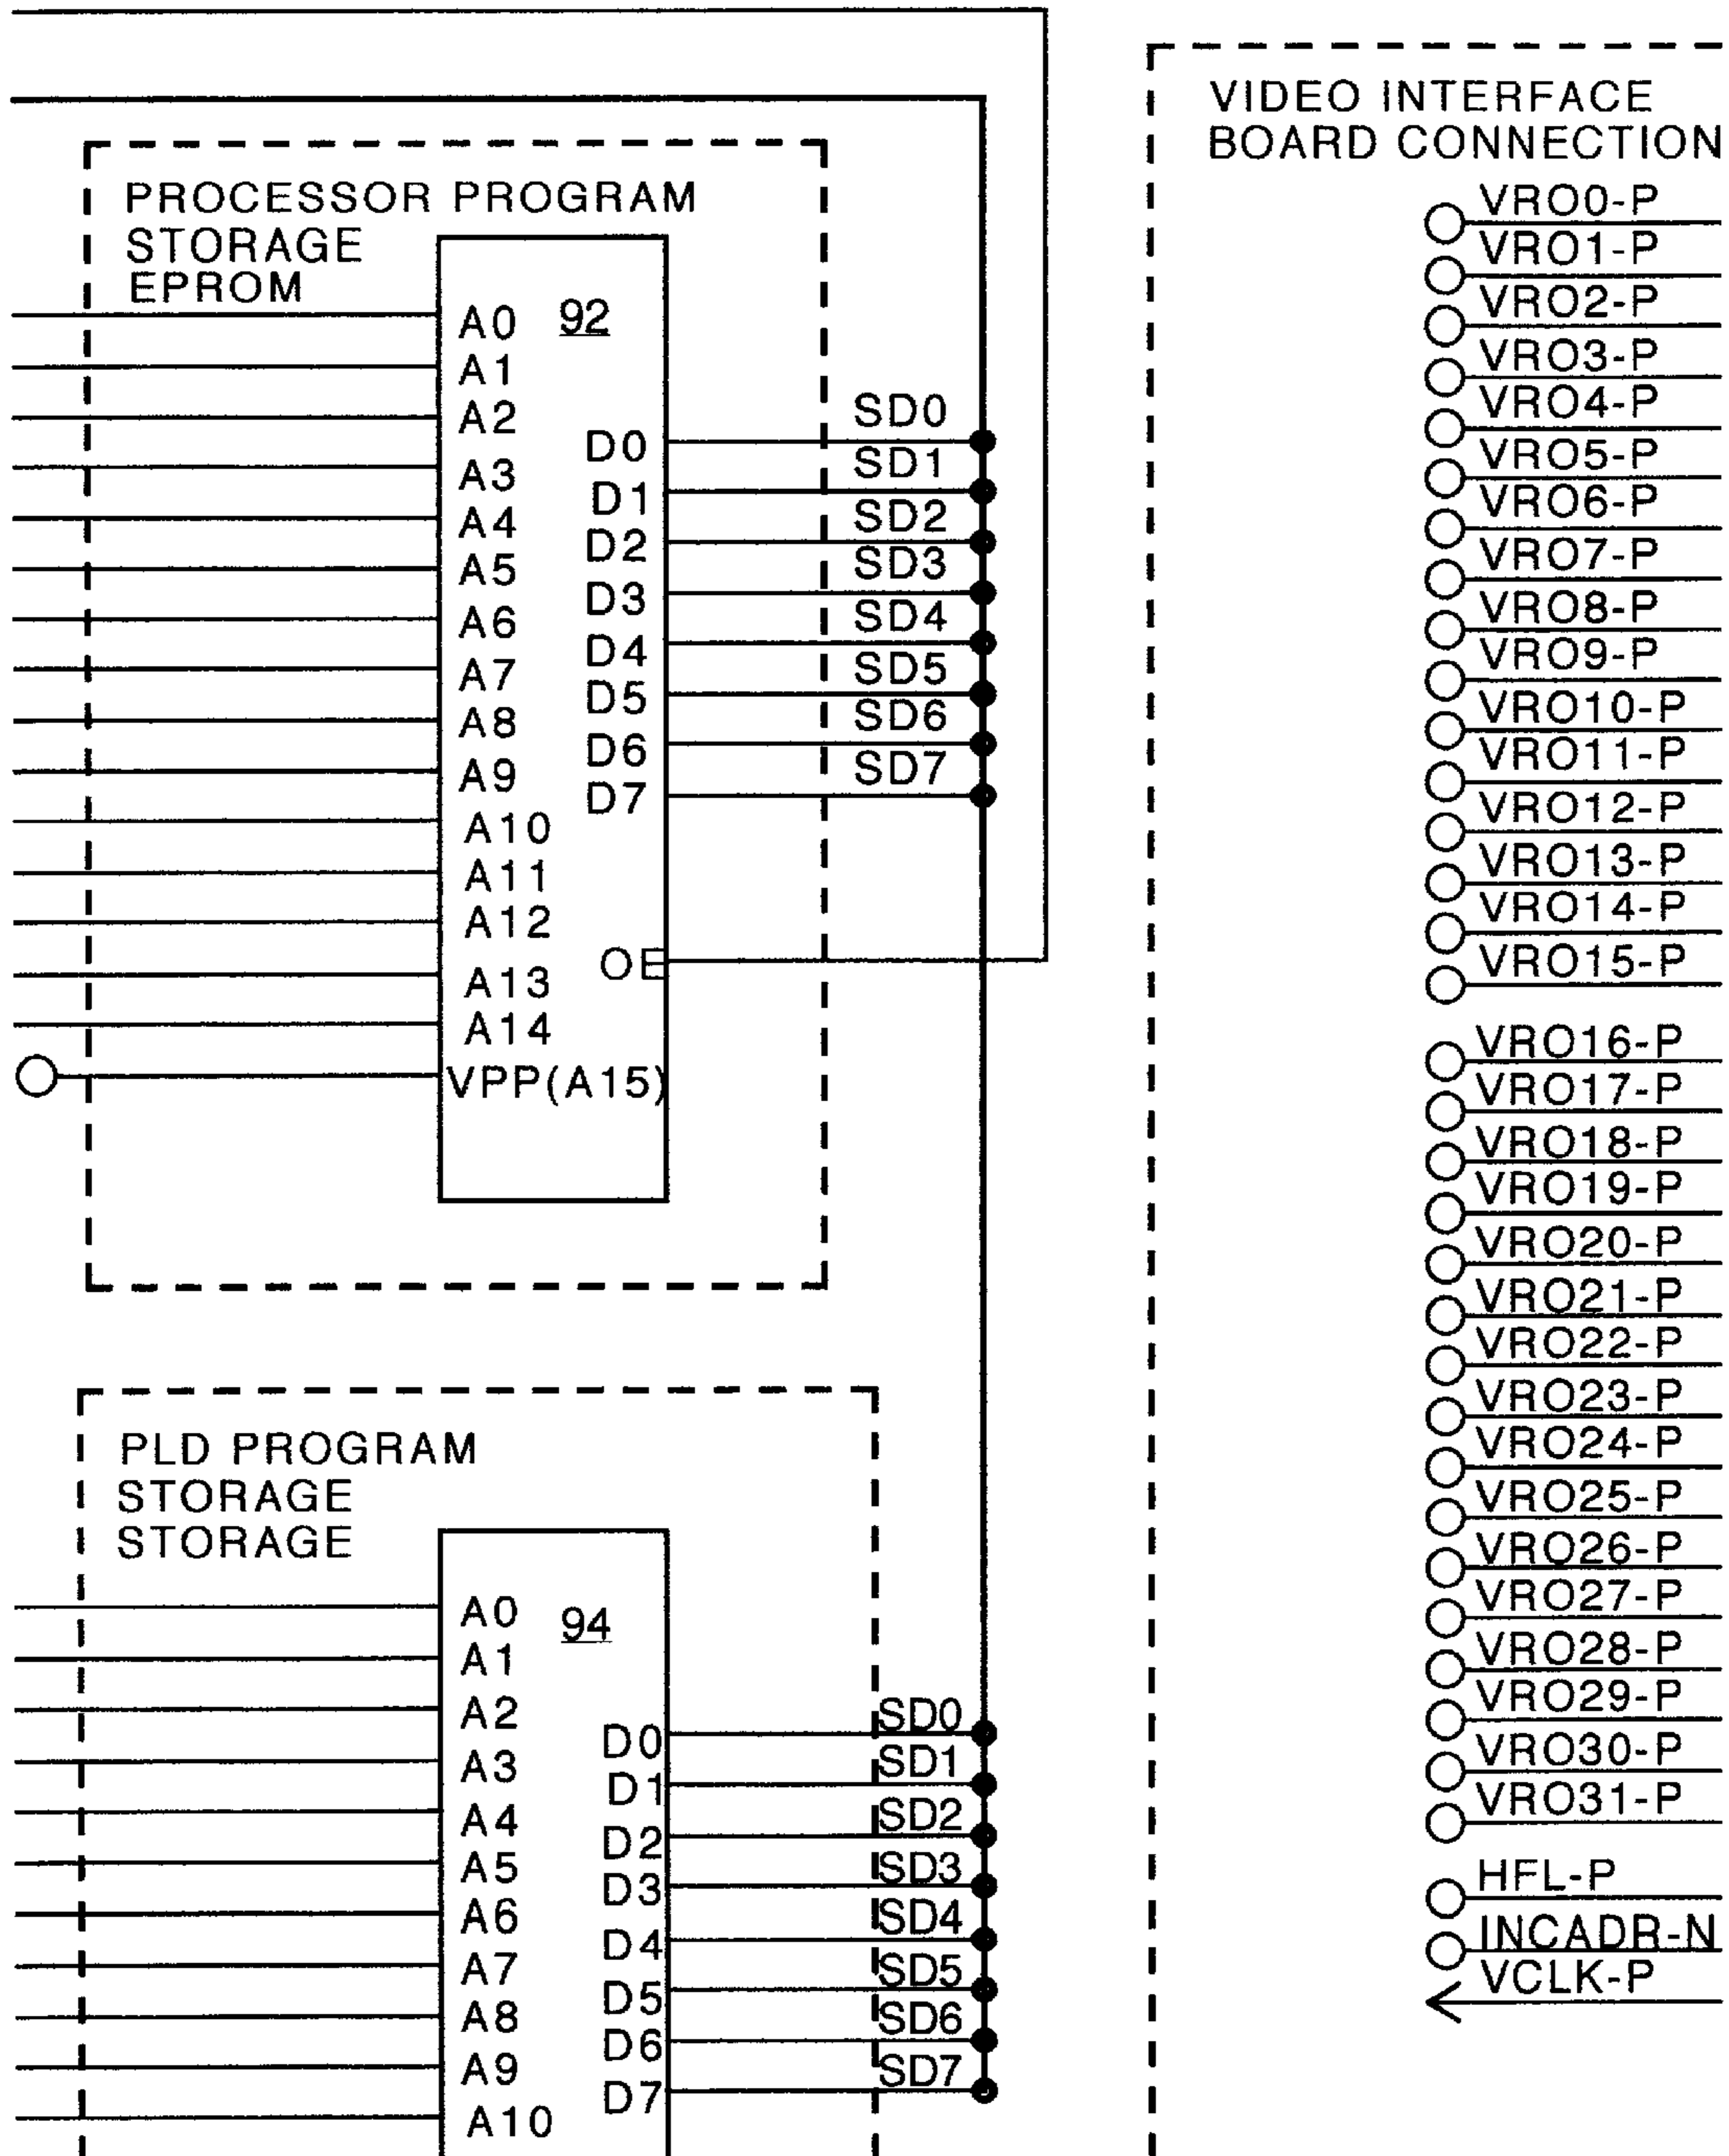 PROCESSOR PROGRAM
STORAGE
EPROM
92
A0
A1
A2
A3
A4
A5
A6
A7
A8
A9
A10
A11
A12
A13
A14
VPP(A15)
D0
D1
D2
D3
D4
D5
D6
D7
OE
SD0
SD1
SD2
SD3
SD4
SD5
SD6
SD7
PLD PROGRAM
STORAGE
STORAGE
94
A0
A1
A2
A3
A4
A5
A6
A7
A8
A9
A10
D0
D1
D2
D3
D4
D5
D6
D7
SD0
SD1
SD2
SD3
SD4
SD5
SD6
SD7
VIDEO INTERFACE
BOARD CONNECTION
VRO0-P
VRO1-P
VRO2-P
VRO3-P
VRO4-P
VRO5-P
VRO6-P
VRO7-P
VRO8-P
VRO9-P
VRO10-P
VRO11-P
VRO12-P
VRO13-P
VRO14-P
VRO15-P
VRO16-P
VRO17-P
VRO18-P
VRO19-P
VRO20-P
VRO21-P
VRO22-P
VRO23-P
VRO24-P
VRO25-P
VRO26-P
VRO27-P
VRO28-P
VRO29-P
VRO30-P
VRO31-P
HFL-P
INCADR-N
VCLK-P